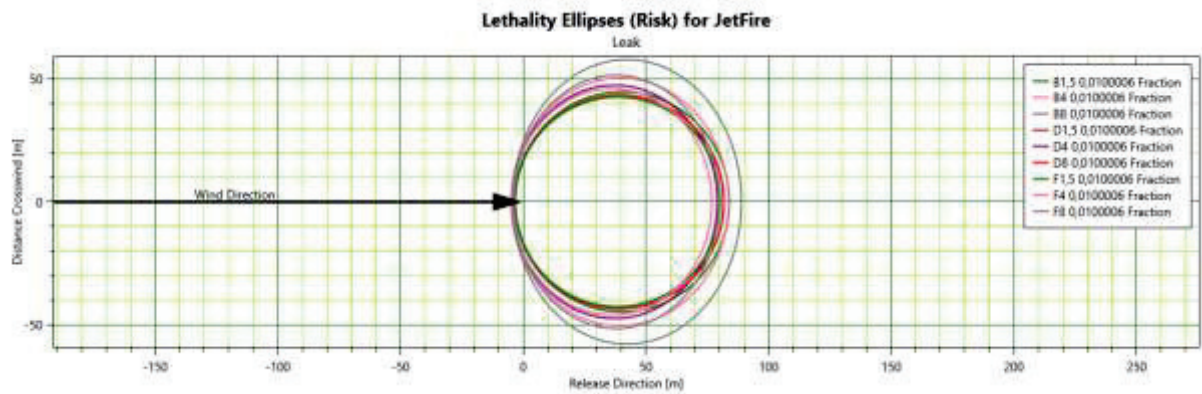 Lethality Ellipses (Risk) for JetFire
Leak
50
0
-50
Distance Crosswind [m]
Wind Direction
B1,5 0,0100006 Fraction
B4 0,0100006 Fraction
B8 0,0100006 Fraction
D1,5 0,0100006 Fraction
D4 0,0100006 Fraction
D8 0,0100006 Fraction
F1,5 0,0100006 Fraction
F4 0,0100006 Fraction
F8 0,0100006 Fraction
-150 -100 -50 0 50 100 150 200 250
Release Direction [m]